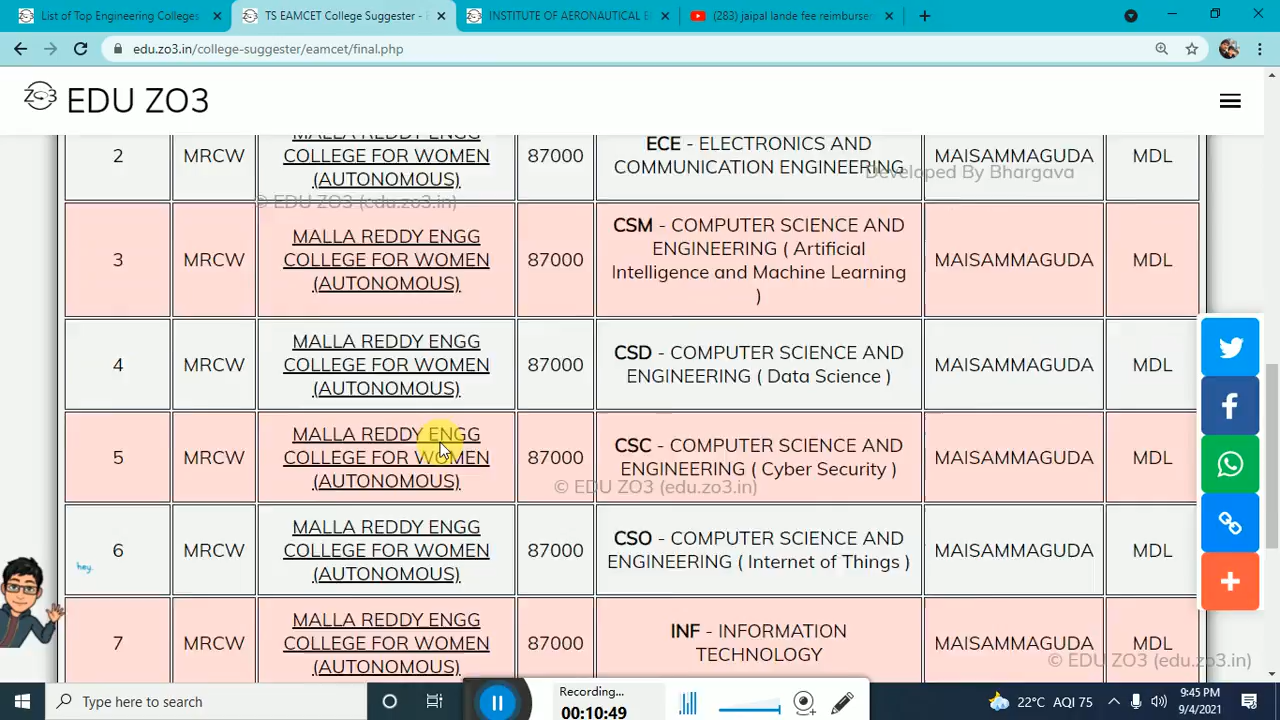 List of Top Engineering Colleges
TS EAMCET College Suggester -
INSTITUTE OF AERONAUTICAL E
(283) jaipal lande fee reimburser
edu.zo3.in/college-suggester/eamcet/final.php
ZO3 EDU ZO3
2 MRCW MALLA REDDY ENGG COLLEGE FOR WOMEN (AUTONOMOUS) 87000 ECE - ELECTRONICS AND COMMUNICATION ENGINEERING MAISAMMAGUDA MDL
Developed By Bhargava
© EDU ZO3 (edu.zo3.in)
3 MRCW MALLA REDDY ENGG COLLEGE FOR WOMEN (AUTONOMOUS) 87000 CSM - COMPUTER SCIENCE AND ENGINEERING ( Artificial Intelligence and Machine Learning ) MAISAMMAGUDA MDL
4 MRCW MALLA REDDY ENGG COLLEGE FOR WOMEN (AUTONOMOUS) 87000 CSD - COMPUTER SCIENCE AND ENGINEERING ( Data Science ) MAISAMMAGUDA MDL
5 MRCW MALLA REDDY ENGG COLLEGE FOR WOMEN (AUTONOMOUS) 87000 CSC - COMPUTER SCIENCE AND ENGINEERING ( Cyber Security ) MAISAMMAGUDA MDL
© EDU ZO3 (edu.zo3.in)
6 MRCW MALLA REDDY ENGG COLLEGE FOR WOMEN (AUTONOMOUS) 87000 CSO - COMPUTER SCIENCE AND ENGINEERING ( Internet of Things ) MAISAMMAGUDA MDL
hey.
7 MRCW MALLA REDDY ENGG COLLEGE FOR WOMEN (AUTONOMOUS) 87000 INF - INFORMATION TECHNOLOGY MAISAMMAGUDA MDL
© EDU ZO3 (edu.zo3.in)
Type here to search
Recording...
00:10:49
22°C AQI 75
9:45 PM
9/4/2021